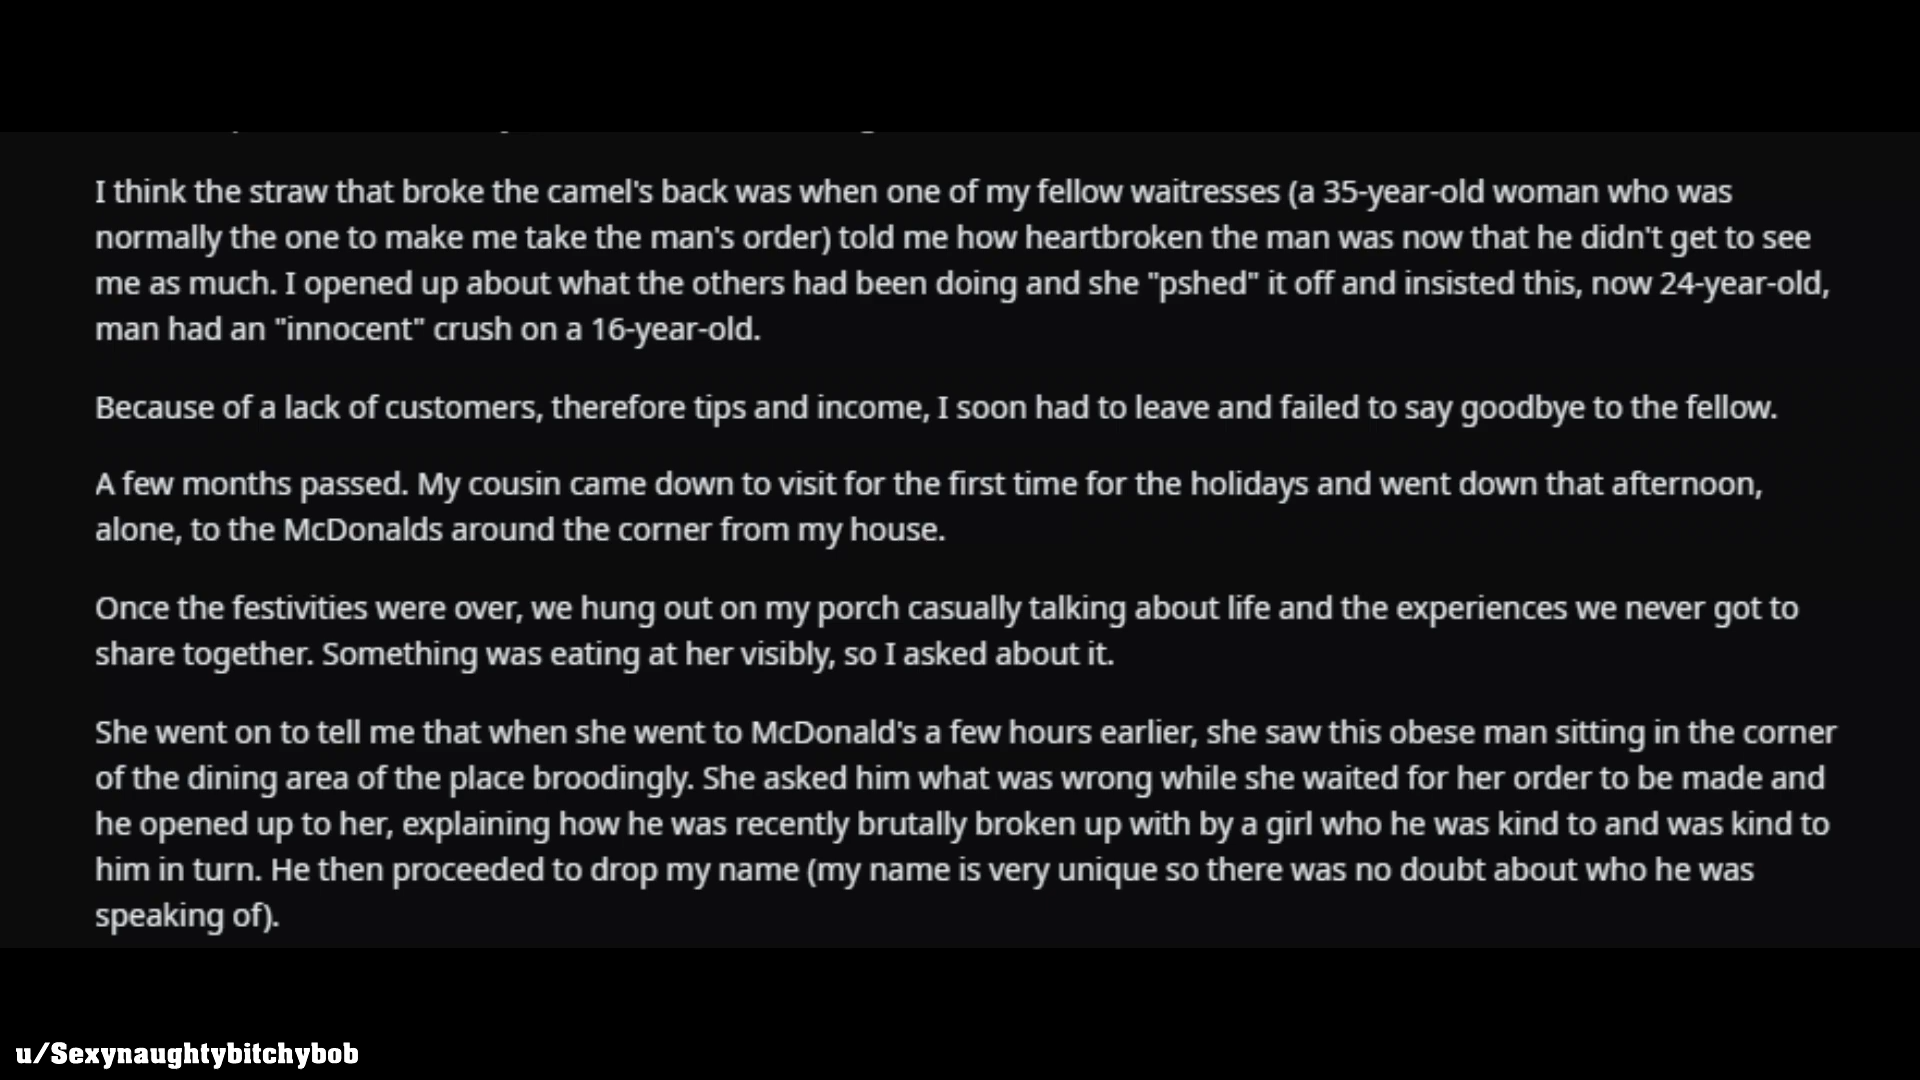 I think the straw that broke the camel's back was when one of my fellow waitresses (a 35-year-old woman who was
normally the one to make me take the man's order) told me how heartbroken the man was now that he didn't get to see
me as much. I opened up about what the others had been doing and she "pshed" it off and insisted this, now 24-year-old,
man had an "innocent" crush on a 16-year-old.
Because of a lack of customers, therefore tips and income, I soon had to leave and failed to say goodbye to the fellow.
A few months passed. My cousin came down to visit for the first time for the holidays and went down that afternoon,
alone, to the McDonalds around the corner from my house.
Once the festivities were over, we hung out on my porch casually talking about life and the experiences we never got to
share together. Something was eating at her visibly, so I asked about it.
She went on to tell me that when she went to McDonald's a few hours earlier, she saw this obese man sitting in the corner
of the dining area of the place broodingly. She asked him what was wrong while she waited for her order to be made and
he opened up to her, explaining how he was recently brutally broken up with by a girl who he was kind to and was kind to
him in turn. He then proceeded to drop my name (my name is very unique so there was no doubt about who he was
speaking of).
u/Sexynaughtybitchybob